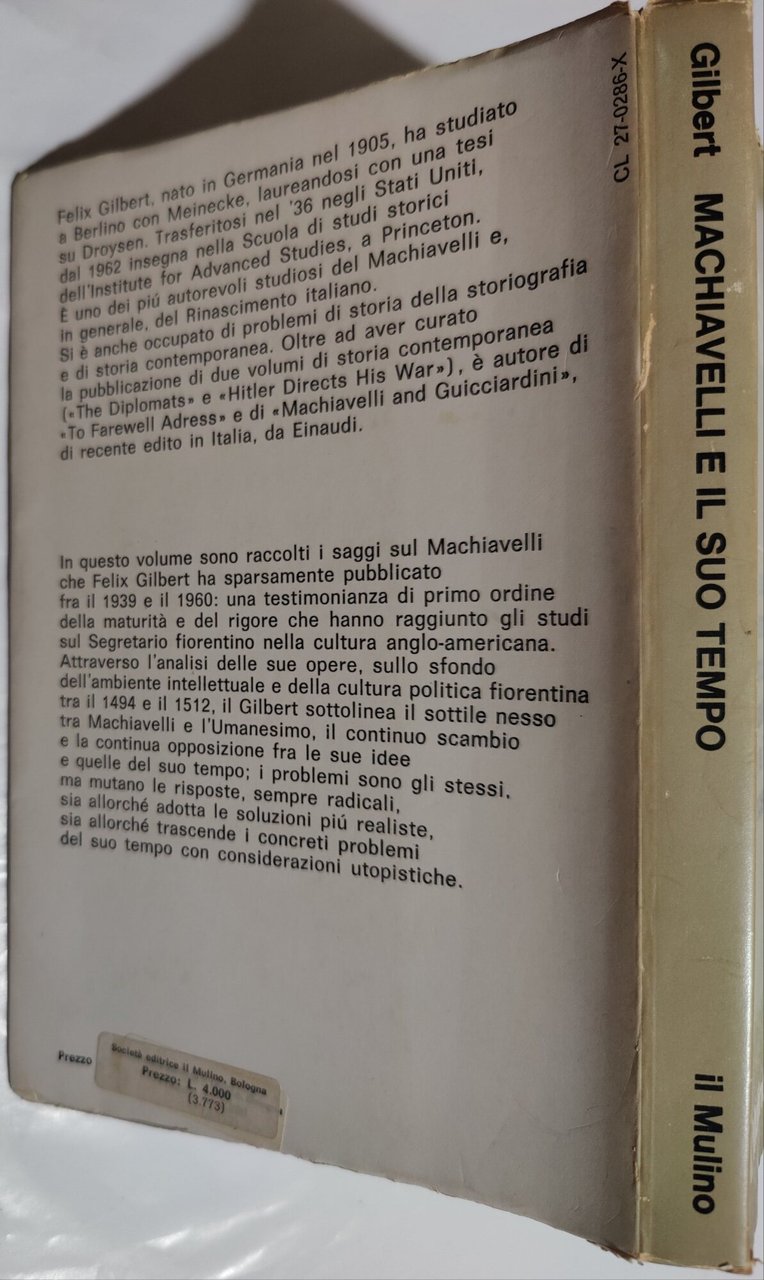 Felix Gilbert, nato in Germania nel 1905, ha studiato
a Berlino con Meinecke, laureandosi con una tesi
su Droysen. Trasferitosi nel '36 negli Stati Uniti,
dal 1962 insegna nella Scuola di studi storici
dell'Institute for Advanced Studies, a Princeton.
È uno dei piú autorevoli studiosi del Machiavelli e,
in generale, del Rinascimento italiano.
Si è anche occupato di problemi di storia della storiografia
e di storia contemporanea. Oltre ad aver curato
la pubblicazione di due volumi di storia contemporanea
(«The Diplomats» e «Hitler Directs His War»), è autore di
«To Farewell Adress» e di «Machiavelli and Guicciardini»,
di recente edito in Italia, da Einaudi.
In questo volume sono raccolti i saggi sul Machiavelli
che Felix Gilbert ha sparsamente pubblicato
fra il 1939 e il 1960: una testimonianza di primo ordine
della maturità e del rigore che hanno raggiunto gli studi
sul Segretario fiorentino nella cultura anglo-americana.
Attraverso l'analisi delle sue opere, sullo sfondo
dell'ambiente intellettuale e della cultura politica fiorentina
tra il 1494 e il 1512, il Gilbert sottolinea il sottile nesso
tra Machiavelli e l'Umanesimo, il continuo scambio
e la continua opposizione fra le sue idee
e quelle del suo tempo; i problemi sono gli stessi,
ma mutano le risposte, sempre radicali,
sia allorché adotta le soluzioni piú realiste,
sia allorché trascende i concreti problemi
del suo tempo con considerazioni utopistiche.
Prezzo
Società editrice il Mulino, Bologna
Prezzo: L. 4.000
(3.773)
CL 27-0286-X
Gilbert MACHIAVELLI E IL SUO TEMPO il Mulino